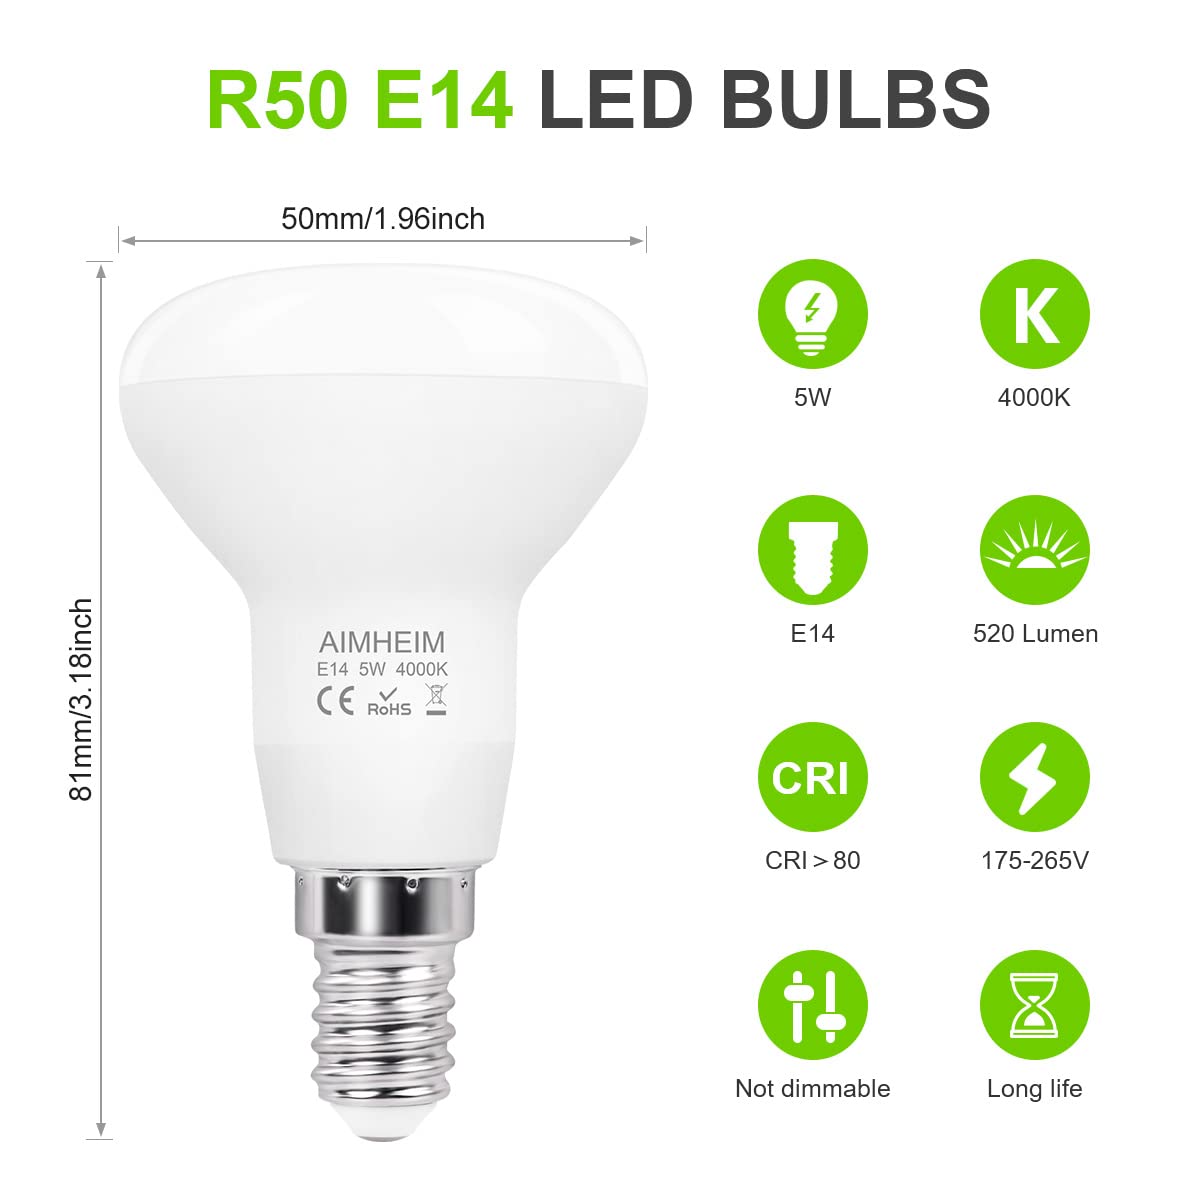 R50 E14 LED BULBS
50mm/1.96inch
81mm/3.18inch
AIMHEIM
E14 5W 4000K
CE RoHS
K
5W
4000K
E14
520 Lumen
CRI
CRI>80
175-265V
Not dimmable
Long life